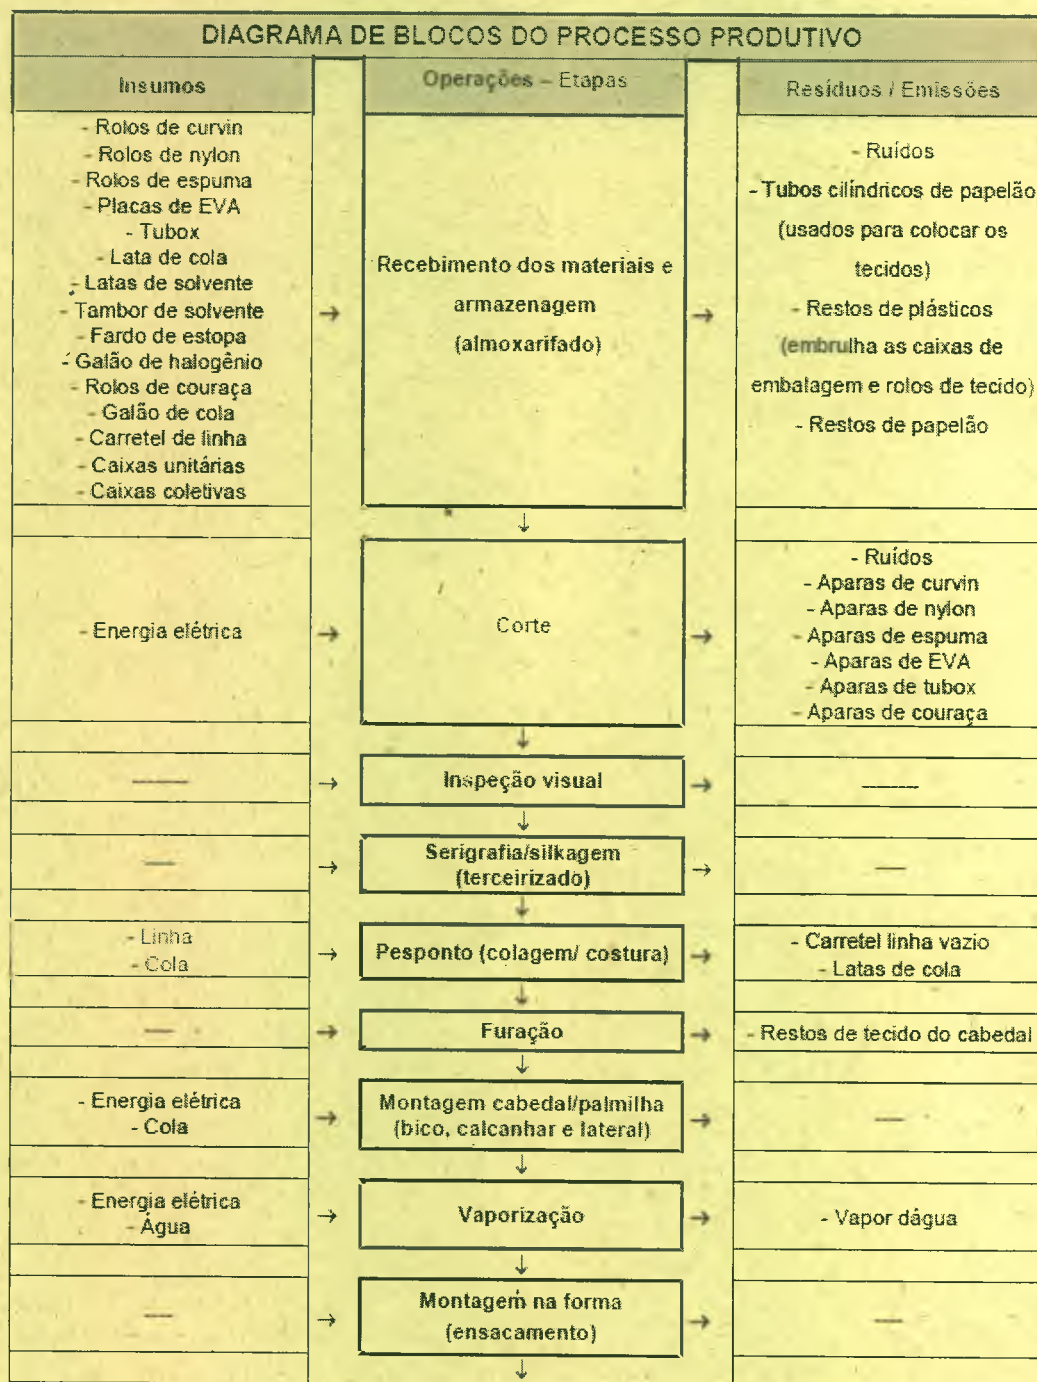 DIAGRAMA DE BLOCOS DO PROCESSO PRODUTIVO
Insumos → Operações – Etapas → Resíduos / Emissões
- Rolos de curvin
- Rolos de nylon
- Rolos de espuma
- Placas de EVA
- Tubox
- Lata de cola
- Latas de solvente
- Tambor de solvente
- Fardo de estopa
- Galão de halogênio
- Rolos de couraça
- Galão de cola
- Carretel de linha
- Caixas unitárias
- Caixas coletivas
→
Recebimento dos materiais e
armazenagem
(almoxarifado)
→
- Ruídos
- Tubos cilíndricos de papelão
(usados para colocar os
tecidos)
- Restos de plásticos
(embrulha as caixas de
embalagem e rolos de tecido)
- Restos de papelão
↓
- Energia elétrica
→
Corte
→
- Ruídos
- Aparas de curvin
- Aparas de nylon
- Aparas de espuma
- Aparas de EVA
- Aparas de tubox
- Aparas de couraça
↓
------- → Inspeção visual → -------
↓
---- →
Serigrafia/silkagem
(terceirizado)
→ ----
↓
- Linha
- Cola
→
Pesponto (colagem/ costura)
→
- Carretel linha vazio
- Latas de cola
↓
---- → Furação → - Restos de tecido do cabedal
↓
- Energia elétrica
- Cola
→
Montagem cabedal/palmilha
(bico, calcanhar e lateral)
→ ----
↓
- Energia elétrica
- Água
→
Vaporização
→
- Vapor dágua
↓
---- →
Montagem na forma
(ensacamento)
→ ----
↓